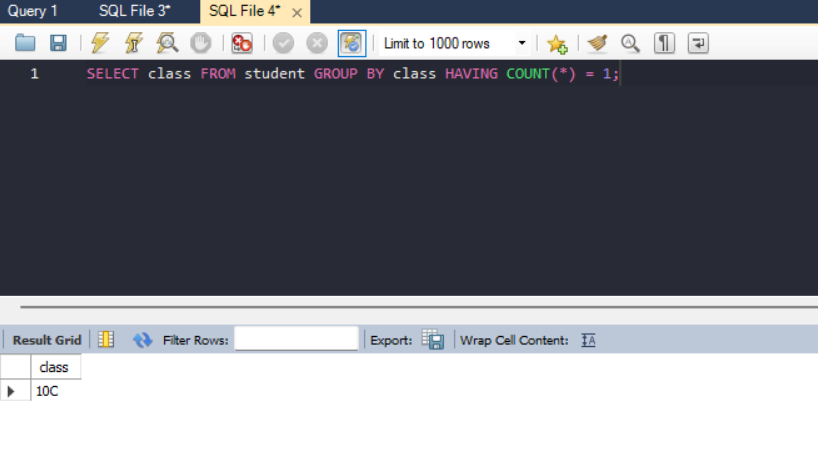 Query 1 SQL File 3* SQL File 4* ×
Limit to 1000 rows
1 SELECT class FROM student GROUP BY class HAVING COUNT(*) = 1;
Result Grid Filter Rows: Export: Wrap Cell Content:
class
10C